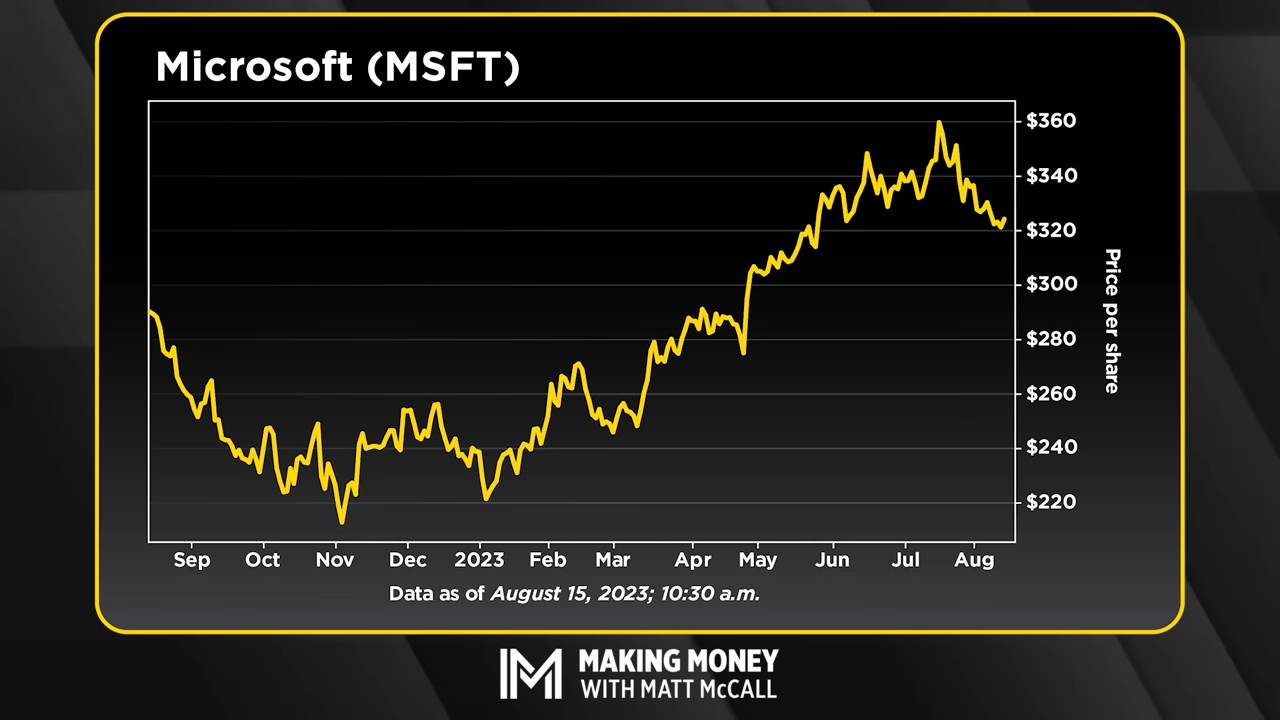 Microsoft (MSFT)
$360
$340
$320
$300
$280
$260
$240
$220
Price per share
Sep Oct Nov Dec 2023 Feb Mar Apr May Jun Jul Aug
Data as of August 15, 2023; 10:30 a.m.
MAKING MONEY
WITH MATT McCALL